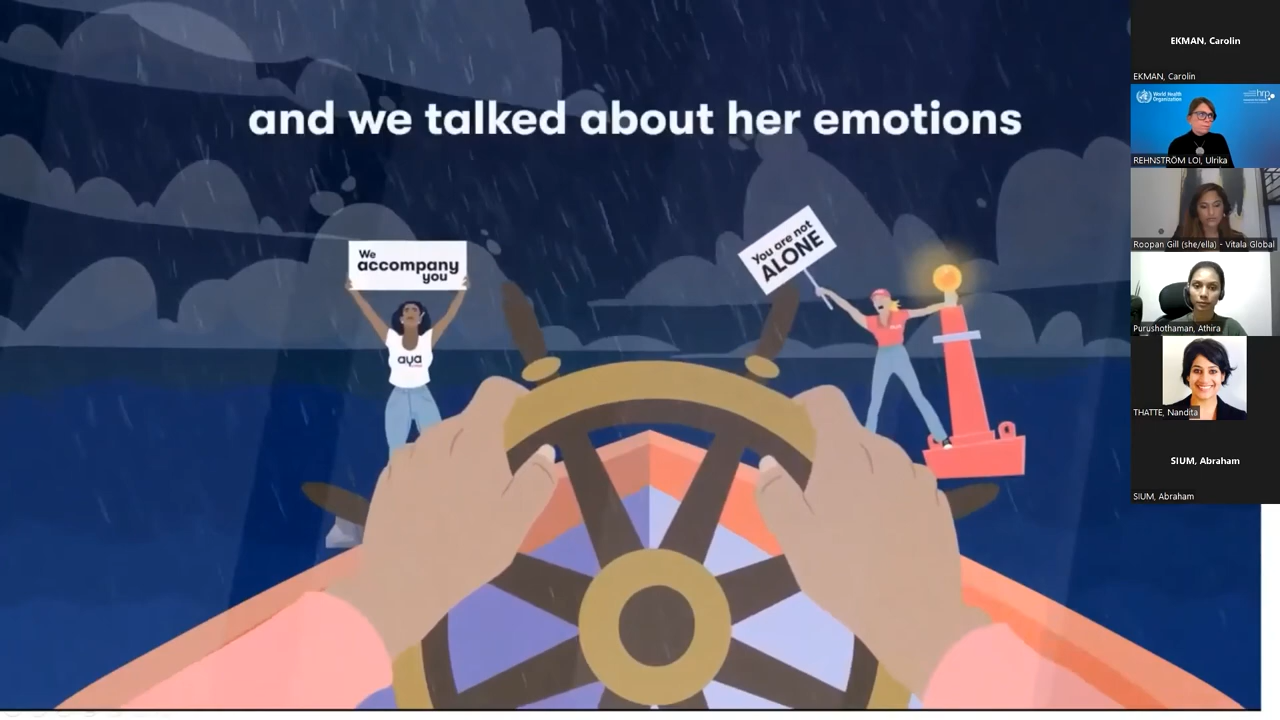 and we talked about her emotions
We
accompany
you
You are not
ALONE
aya
EKMAN, Carolin
EKMAN, Carolin
World Health
Organization
hrp
REHNSTRÖM LOI, Ulrika
Roopan Gill (she/ella) - Vitala Global
Purushothaman, Athira
THATTE, Nandita
SIUM, Abraham
SIUM, Abraham